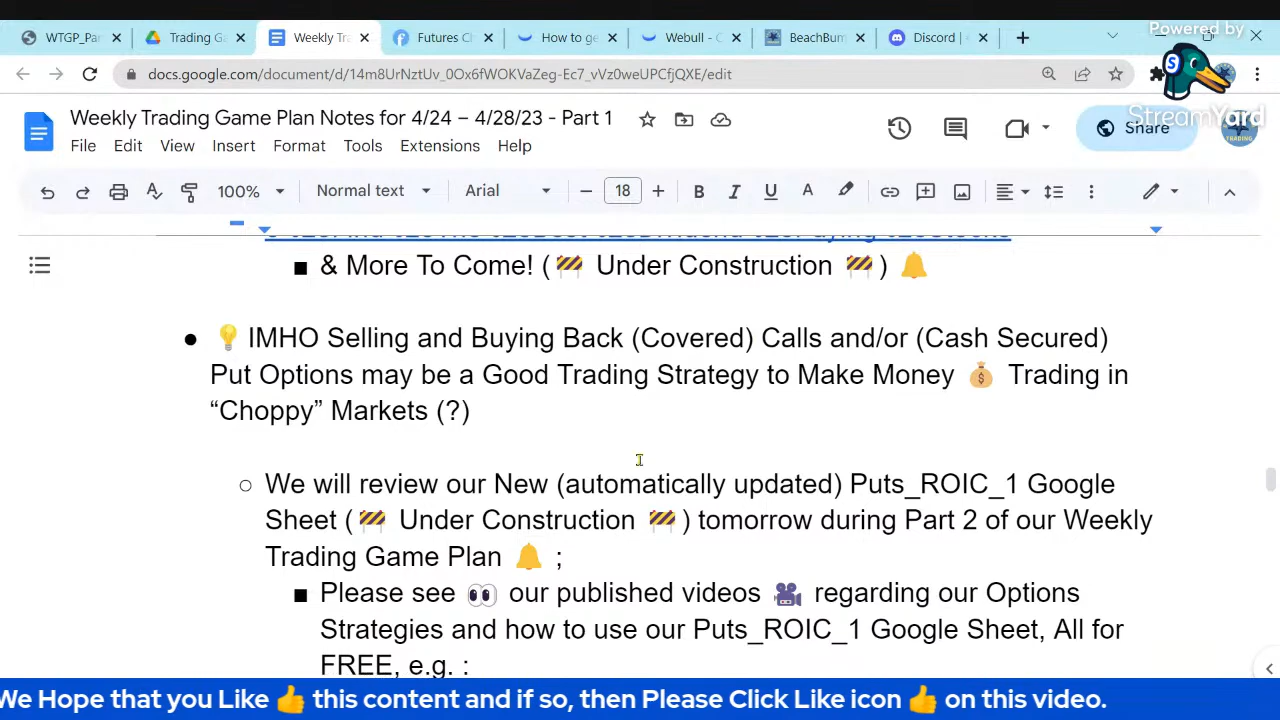 WTGP_Par
Trading Ga
Weekly Tra
Futures Ch
How to ge
Webull - C
BeachBum
Discord |
Powered by
docs.google.com/document/d/14m8UrNztUv_0O6fWOKVaZeg-Ec7_vVz0weUPCfjQXE/edit
StreamYard
Weekly Trading Game Plan Notes for 4/24 – 4/28/23 - Part 1
File Edit View Insert Format Tools Extensions Help
Share
TRADING
100% Normal text Arial − 18 + B I U A
■ & More To Come! (🚧 Under Construction 🚧) 🔔
● 💡 IMHO Selling and Buying Back (Covered) Calls and/or (Cash Secured)
Put Options may be a Good Trading Strategy to Make Money 💰 Trading in
“Choppy” Markets (?)
○ We will review our New (automatically updated) Puts_ROIC_1 Google
Sheet (🚧 Under Construction 🚧) tomorrow during Part 2 of our Weekly
Trading Game Plan 🔔 ;
■ Please see 👀 our published videos 🎥 regarding our Options
Strategies and how to use our Puts_ROIC_1 Google Sheet, All for
FREE, e.g. :
We Hope that you Like 👍 this content and if so, then Please Click Like icon 👍 on this video.